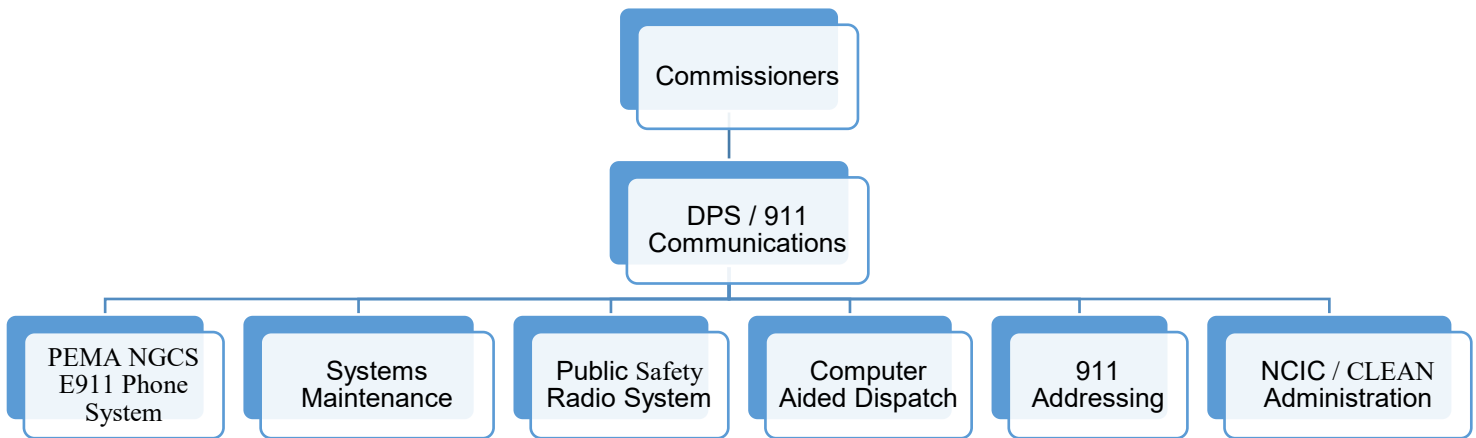 Commissioners
DPS / 911
Communications
PEMA NGCS
E911 Phone
System
Systems
Maintenance
Public Safety
Radio System
Computer
Aided Dispatch
911
Addressing
NCIC / CLEAN
Administration